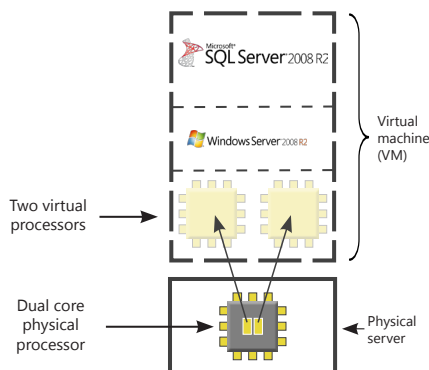 Microsoft®
SQL Server® 2008 R2
Windows Server® 2008 R2
Virtual
machine
(VM)
Two virtual
processors
Dual core
physical
processor
Physical
server